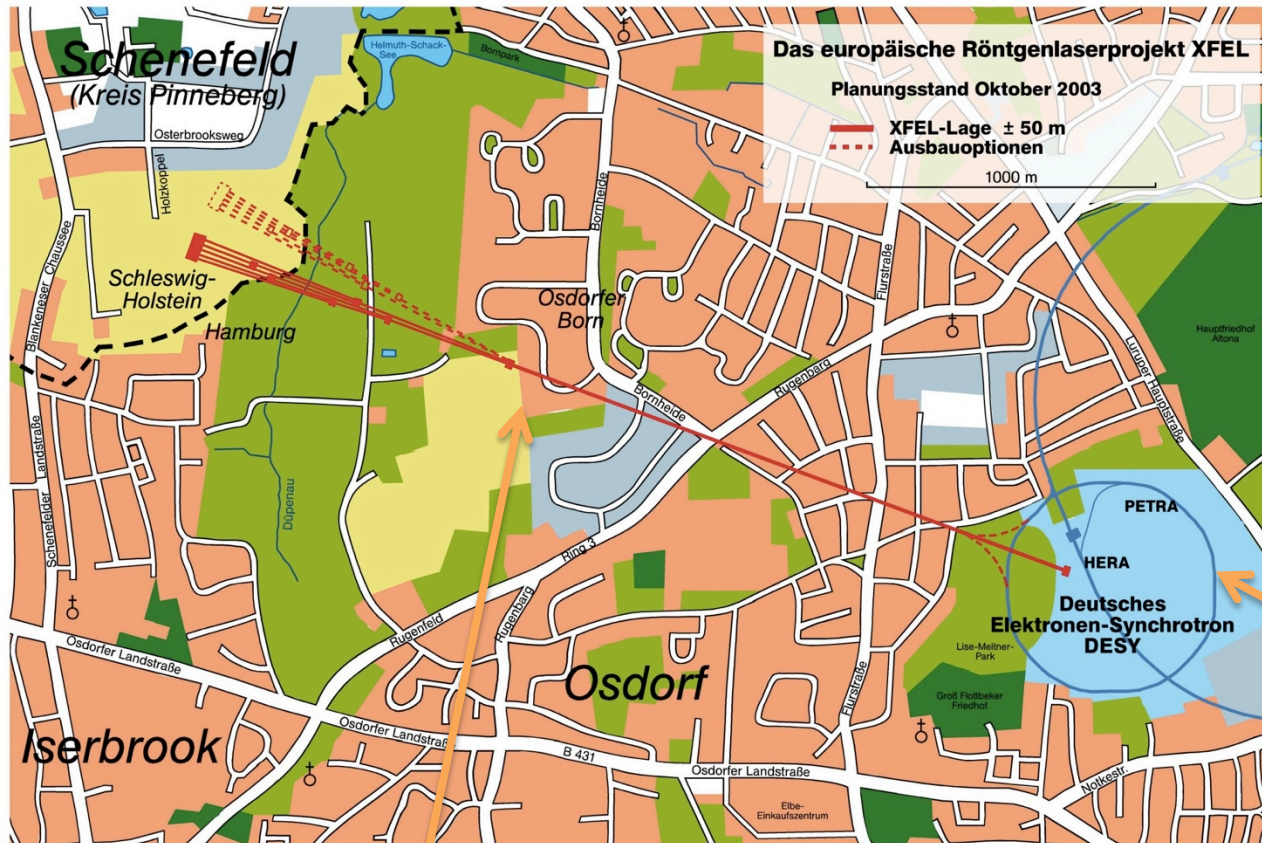 Schenefeld
(Kreis Pinneberg)
Helmuth-Schack-
See
Bornpark
Das europäische Röntgenlaserprojekt XFEL
Planungsstand Oktober 2003
XFEL-Lage ± 50 m
Ausbauoptionen
1000 m
Osterbrooksweg
Holzkoppel
Blankeneser Chaussee
Schleswig-
Holstein
Hamburg
Bornheide
Osdorfer
Born
Flurstraße
Hauptfriedhof
Altona
Luruper Hauptstraße
Rugenbarg
Bornheide
Schenefelder Landstraße
Düpenau
PETRA
HERA
Ring 3
Deutsches
Elektronen-Synchrotron
DESY
Rugenfeld
Rugenbarg
Lise-Meitner-
Park
Osdorfer Landstraße
Osdorf
Flurstraße
Groß Flottbeker
Friedhof
Iserbrook
Osdorfer Landstraße
B 431
Osdorfer Landstraße
Notkestr.
Elbe-
Einkaufszentrum